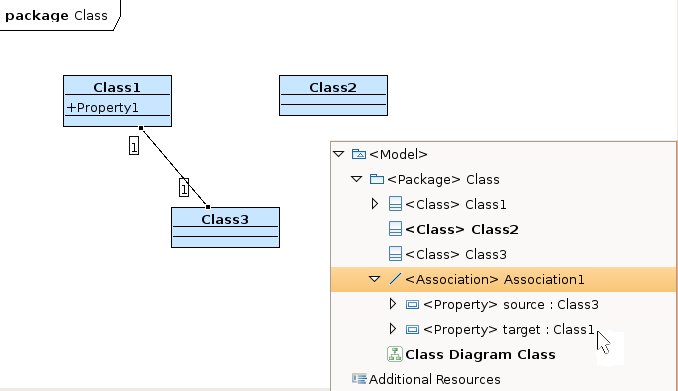 package Class
Class1
+Property1
Class2
1
1
Class3
<Model>
<Package> Class
<Class> Class1
<Class> Class2
<Class> Class3
<Association> Association1
<Property> source : Class3
<Property> target : Class1
Class Diagram Class
Additional Resources